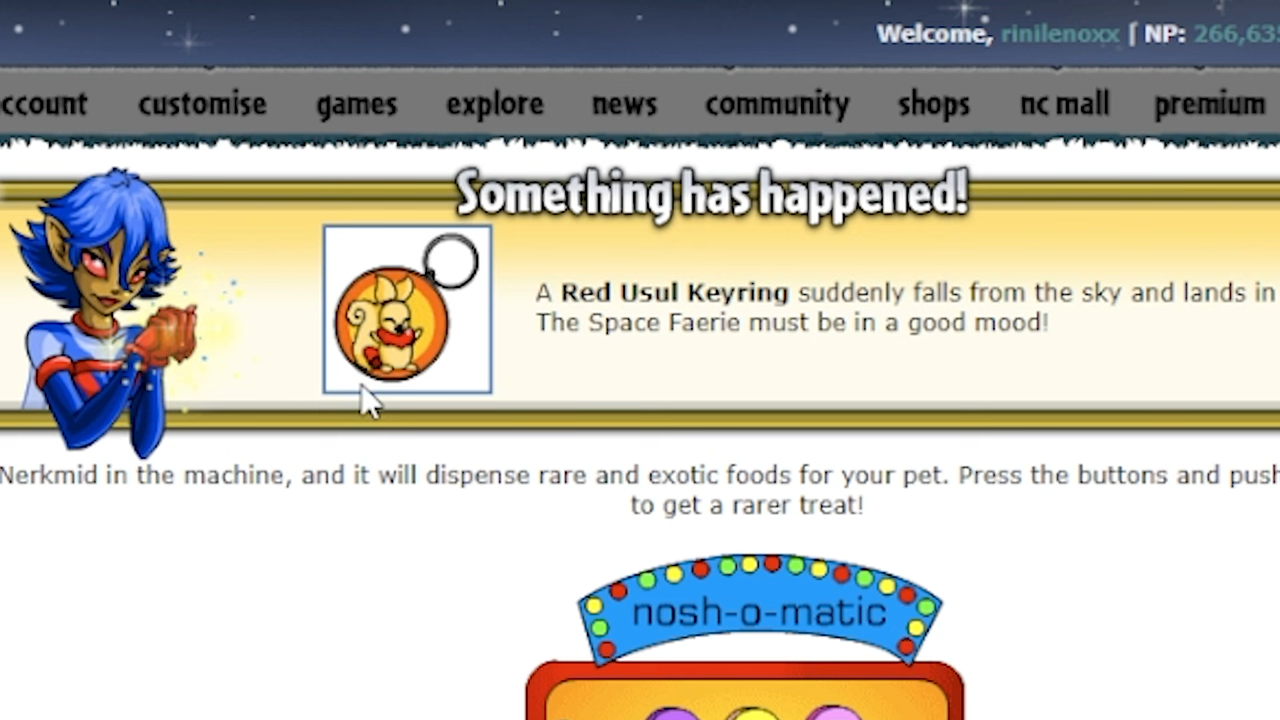 Welcome, rinilenoxx | NP: 266,635
ccount customise games explore news community shops nc mall premium
Something has happened!
A Red Usul Keyring suddenly falls from the sky and lands in
The Space Faerie must be in a good mood!
Nerkmid in the machine, and it will dispense rare and exotic foods for your pet. Press the buttons and push
to get a rarer treat!
nosh-o-matic